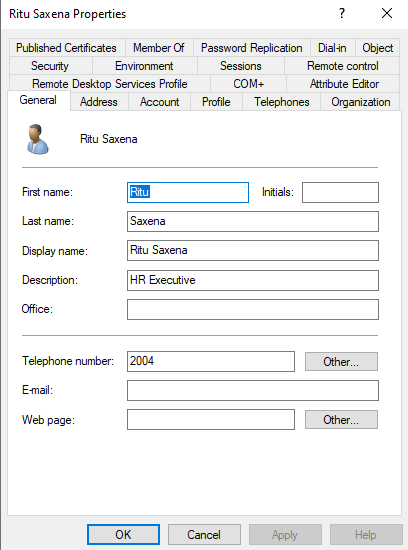 Ritu Saxena Properties ? ×
Published Certificates Member Of Password Replication Dial-in Object
Security Environment Sessions Remote control
Remote Desktop Services Profile COM+ Attribute Editor
General Address Account Profile Telephones Organization
Ritu Saxena
First name: Ritu Initials:
Last name: Saxena
Display name: Ritu Saxena
Description: HR Executive
Office:
Telephone number: 2004 Other...
E-mail:
Web page: Other...
OK Cancel Apply Help